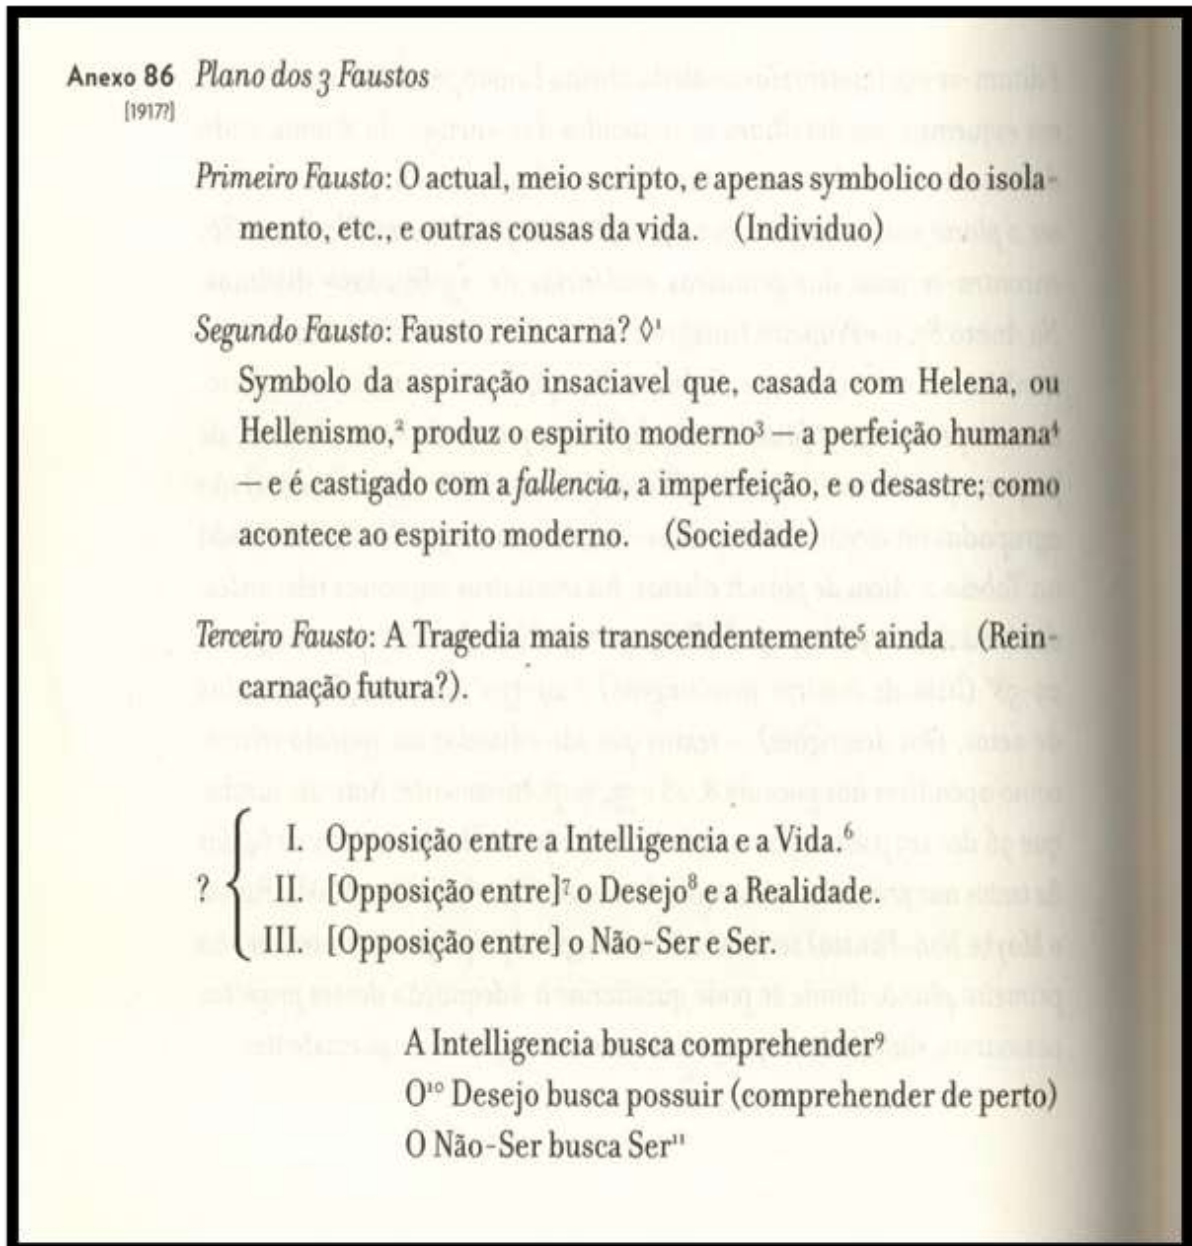 Anexo 86 Plano dos 3 Faustos
[1917?]
Primeiro Fausto: O actual, meio scripto, e apenas symbolico do isola-
mento, etc., e outras cousas da vida. (Individuo)
Segundo Fausto: Fausto reincarna? ◊¹
Symbolo da aspiração insaciavel que, casada com Helena, ou
Hellenismo,² produz o espirito moderno³ — a perfeição humana⁴
— e é castigado com a fallencia, a imperfeição, e o desastre; como
acontece ao espirito moderno. (Sociedade)
Terceiro Fausto: A Tragedia mais transcendentemente⁵ ainda (Rein-
carnação futura?).
I. Opposição entre a Intelligencia e a Vida.⁶
? { II. [Opposição entre]⁷ o Desejo⁸ e a Realidade.
III. [Opposição entre] o Não-Ser e Ser.
A Intelligencia busca comprehender⁹
O¹⁰ Desejo busca possuir (comprehender de perto)
O Não-Ser busca Ser¹¹